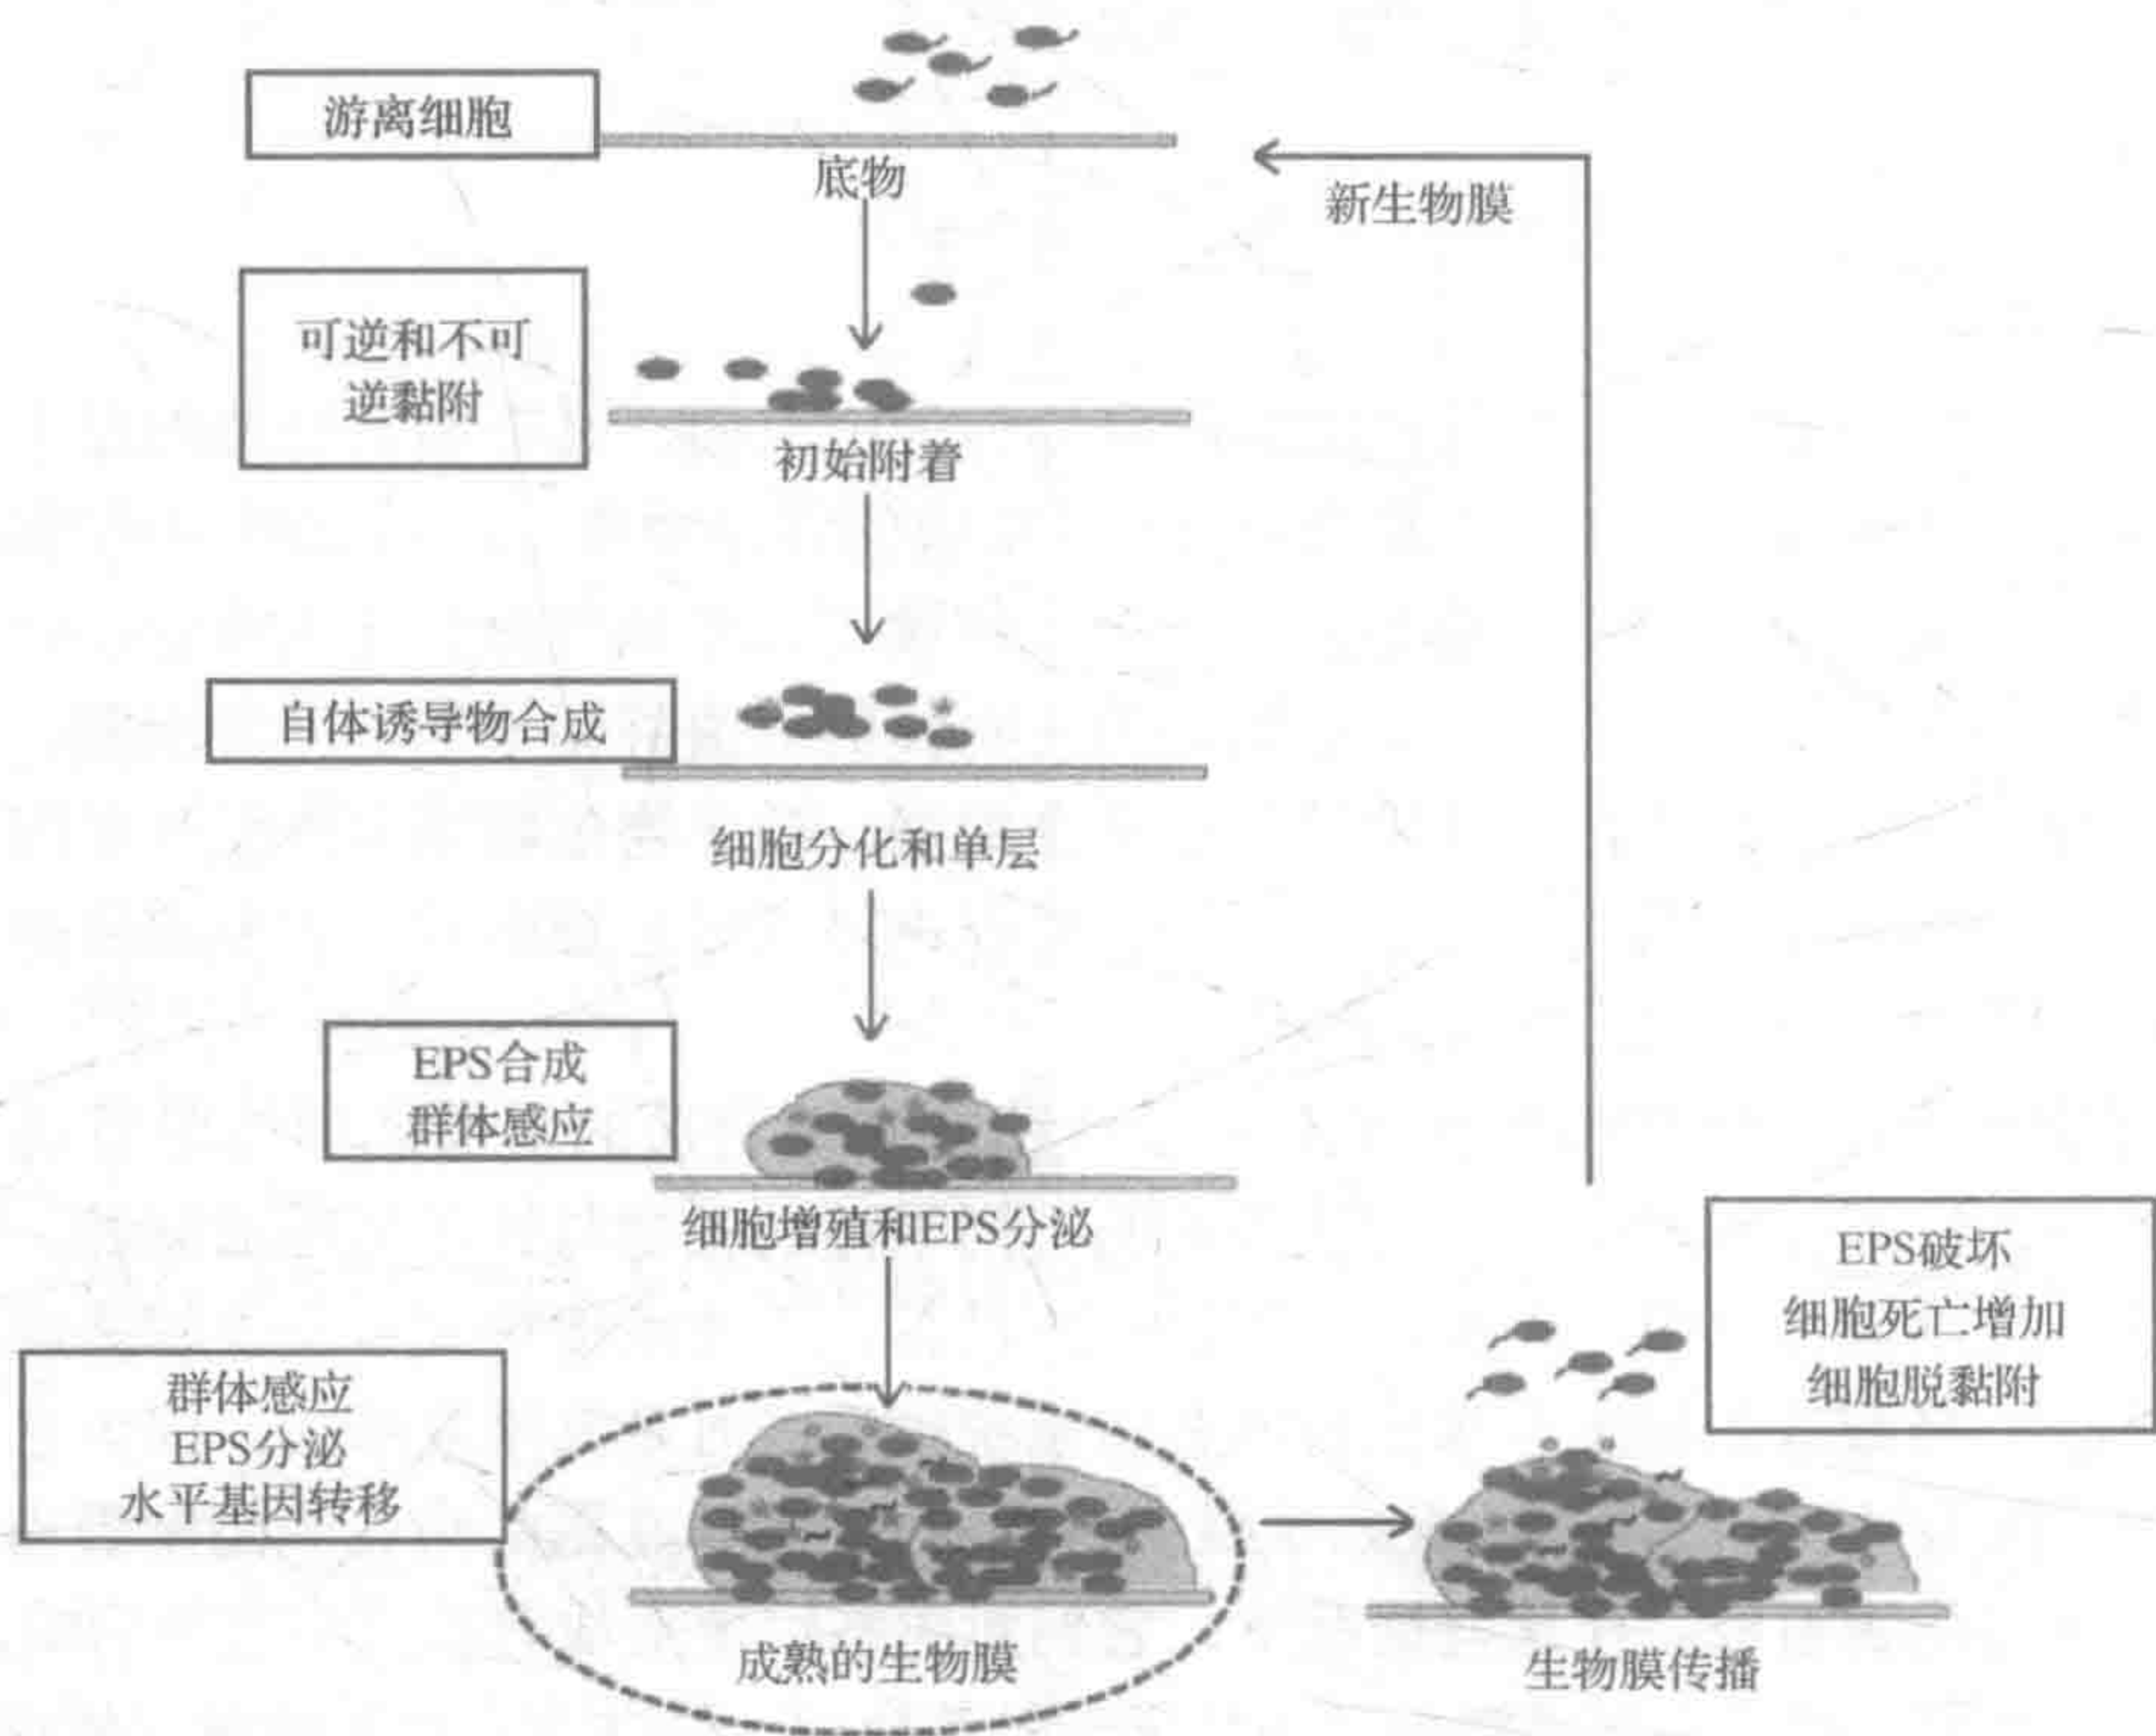 游离细胞
底物
新生物膜
可逆和不可
逆黏附
初始附着
自体诱导物合成
细胞分化和单层
EPS合成
群体感应
细胞增殖和EPS分泌
EPS破坏
细胞死亡增加
细胞脱黏附
群体感应
EPS分泌
水平基因转移
成熟的生物膜
生物膜传播